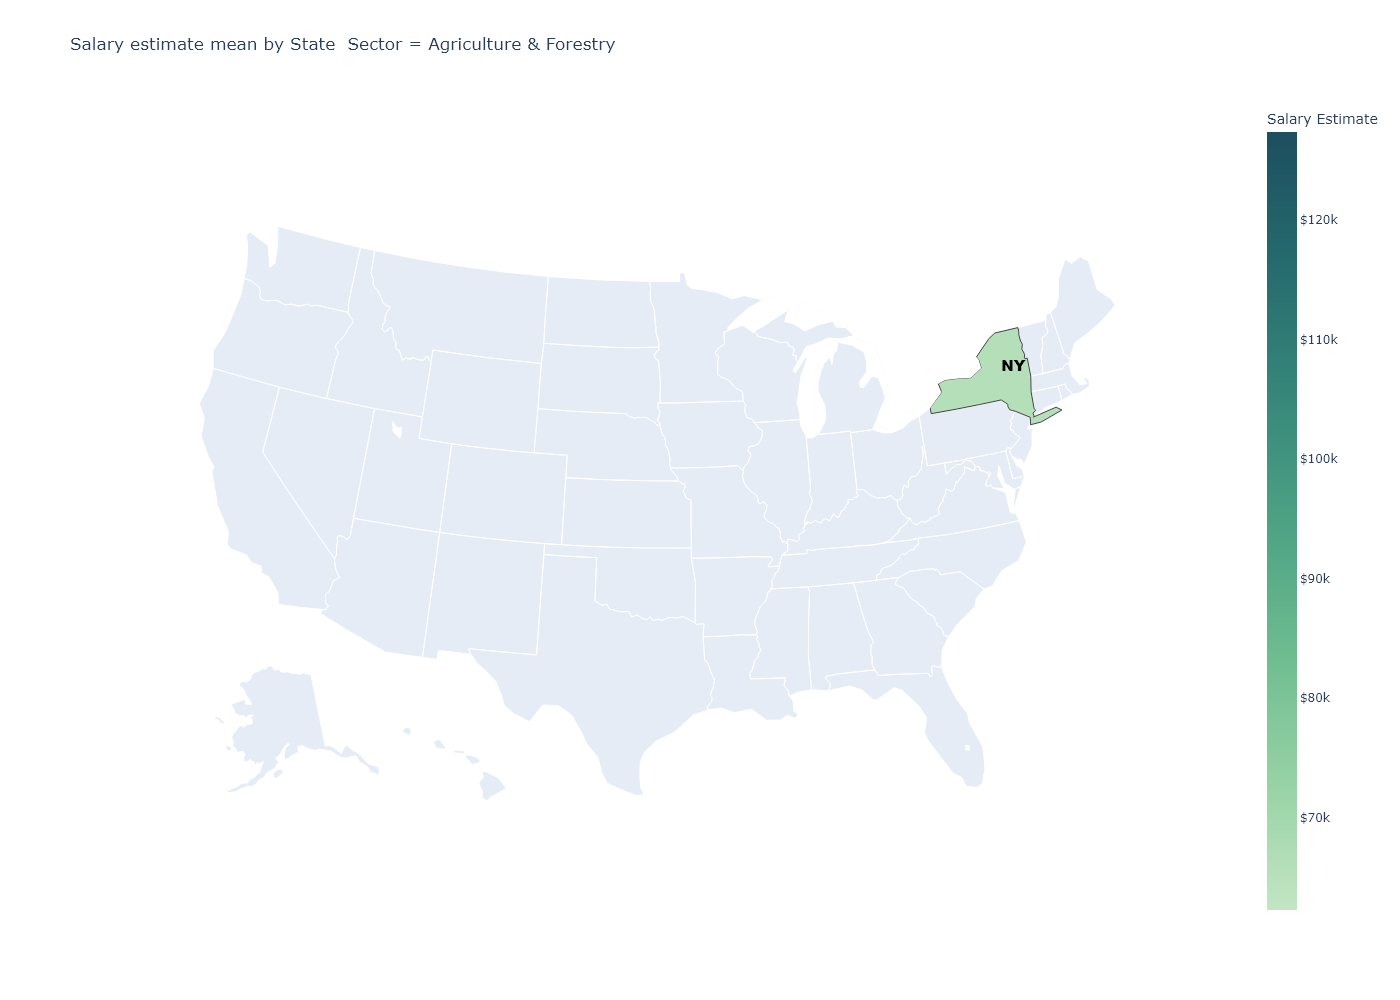 Salary estimate mean by State  Sector = Agriculture & Forestry
Salary Estimate
$120k
$110k
$100k
$90k
$80k
$70k
NY